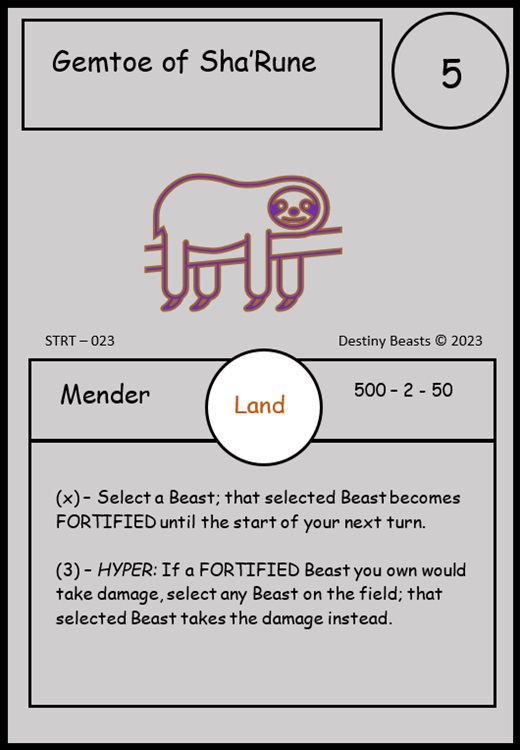 Gemtoe of Sha'Rune
5
STRT – 023
Destiny Beasts © 2023
Mender
Land
500 – 2 - 50
(x) – Select a Beast; that selected Beast becomes
FORTIFIED until the start of your next turn.
(3) – HYPER: If a FORTIFIED Beast you own would
take damage, select any Beast on the field; that
selected Beast takes the damage instead.